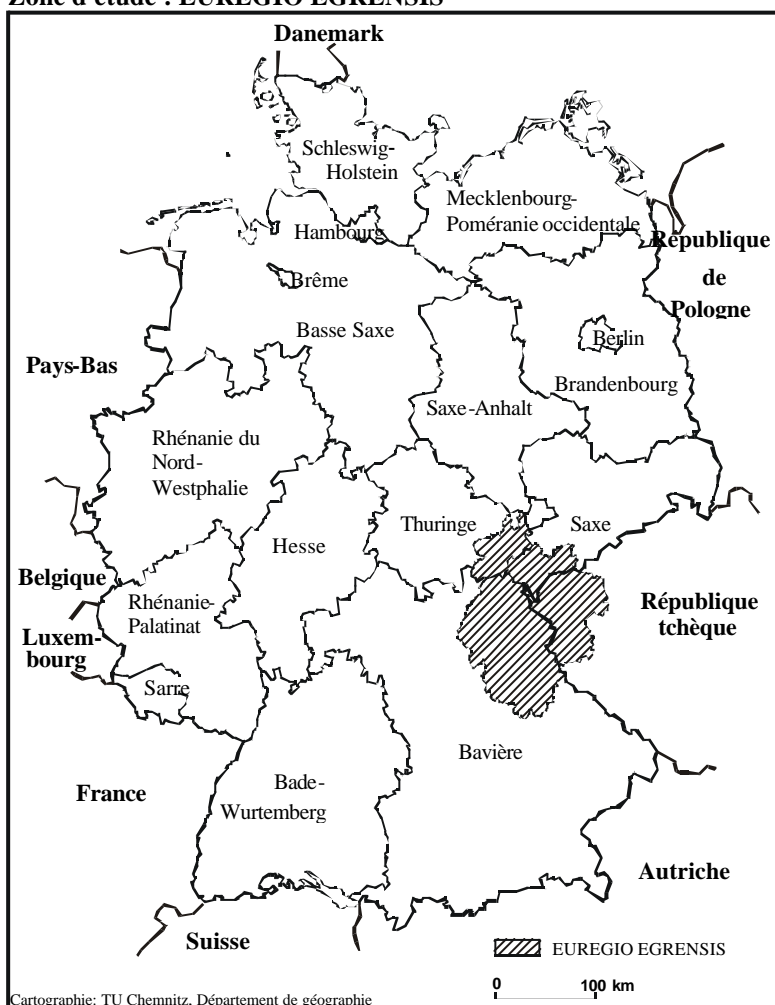 Zone d'étude : EUREGIO EGRENSIS
Danemark
Schleswig-
Holstein
Mecklenbourg-
Poméranie occidentale
Hambourg
République
de
Pologne
Brême
Basse Saxe
Berlin
Pays-Bas
Brandenbourg
Saxe-Anhalt
Rhénanie du
Nord-
Westphalie
Thuringe
Saxe
Hesse
Belgique
Rhénanie-
Palatinat
République
tchèque
Luxem-
bourg
Sarre
Bavière
France
Bade-
Wurtemberg
Autriche
Suisse
EUREGIO EGRENSIS
0 100 km
Cartographie: TU Chemnitz, Département de géographie